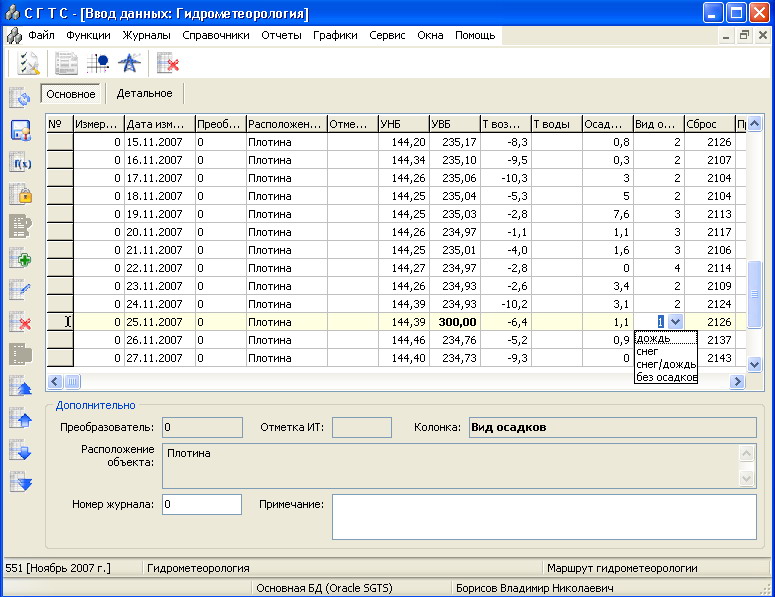 С Г Т С - [Ввод данных: Гидрометеорология]
Файл Функции Журналы Справочники Отчеты Графики Сервис Окна Помощь
Основное Детальное
№ Измер... Дата изм... Преоб... Расположен... Отме... УНБ УВБ Т воз... Т воды Осад... Вид о... Сброс Пр
0 15.11.2007 0 Плотина 144,20 235,17 -8,3 0,8 2 2126
0 16.11.2007 0 Плотина 144,34 235,10 -9,5 0,3 2 2107
0 17.11.2007 0 Плотина 144,26 235,06 -10,3 3 2 2104
0 18.11.2007 0 Плотина 144,25 235,04 -5,3 5 2 2104
0 19.11.2007 0 Плотина 144,25 235,03 -2,8 7,6 3 2113
0 20.11.2007 0 Плотина 144,26 234,97 -1,1 1,1 3 2117
0 21.11.2007 0 Плотина 144,25 235,01 -4,0 1,6 3 2106
0 22.11.2007 0 Плотина 144,27 234,97 -2,8 0 4 2114
0 23.11.2007 0 Плотина 144,26 234,93 -2,6 3,4 2 2109
0 24.11.2007 0 Плотина 144,39 234,93 -10,2 3,1 2 2124
0 25.11.2007 0 Плотина 144,39 300,00 -6,4 1,1 1 2126
0 26.11.2007 0 Плотина 144,46 234,76 -5,2 0,9 2137
0 27.11.2007 0 Плотина 144,40 234,73 -9,3 0 2143
дождь
снег
снег/дождь
без осадков
Дополнительно
Преобразователь: 0 Отметка ИТ: Колонка: Вид осадков
Расположение объекта: Плотина
Номер журнала: 0 Примечание:
551 [Ноябрь 2007 г.] Гидрометеорология Маршрут гидрометеорологии
Основная БД (Oracle SGTS) Борисов Владимир Николаевич
f(x)